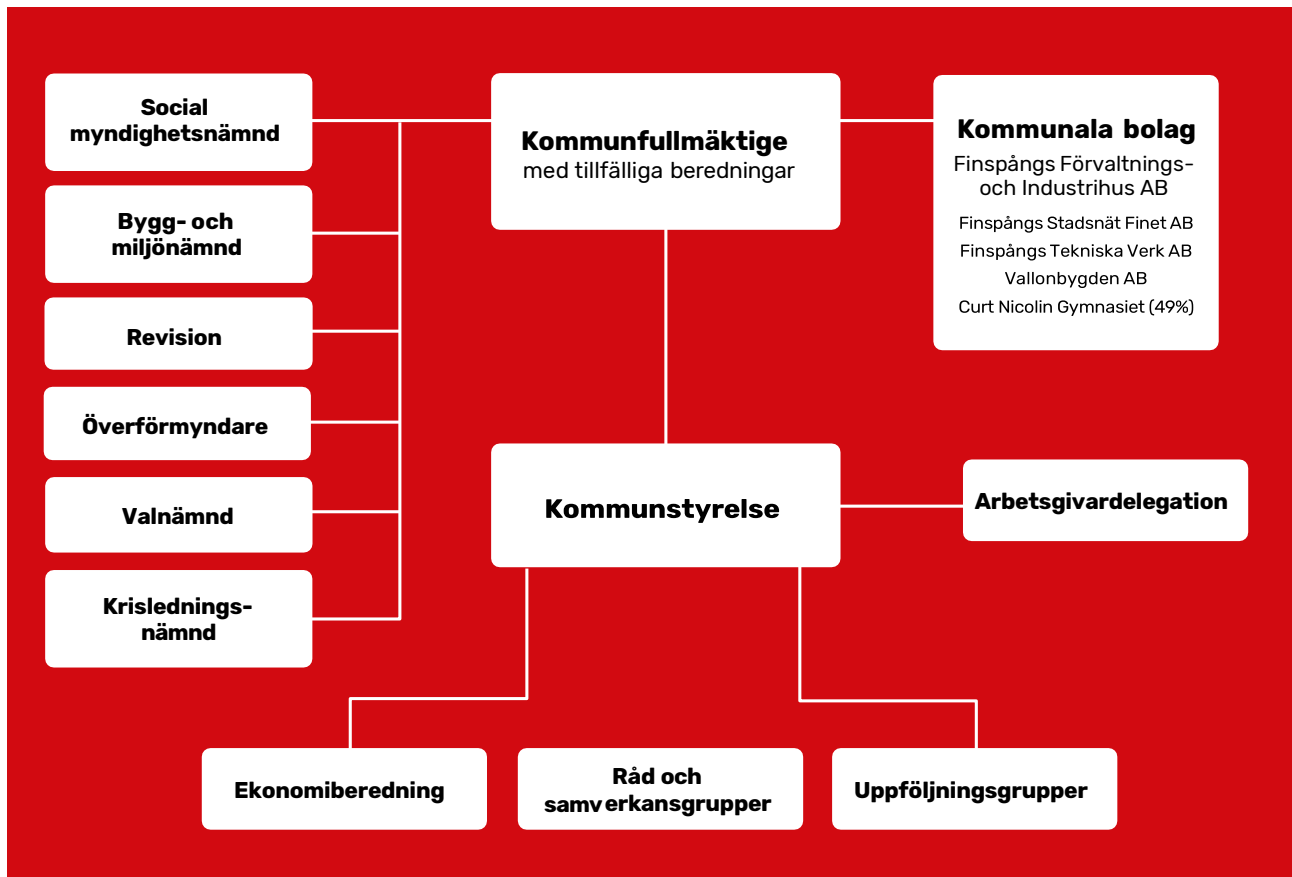 Social
myndighetsnämnd
Bygg- och
miljönämnd
Revision
Överförmyndare
Valnämnd
Krislednings-
nämnd
Kommunfullmäktige
med tillfälliga beredningar
Kommunala bolag
Finspångs Förvaltnings-
och Industrihus AB
Finspångs Stadsnät Finet AB
Finspångs Tekniska Verk AB
Vallonbygden AB
Curt Nicolin Gymnasiet (49%)
Kommunstyrelse
Arbetsgivardelegation
Ekonomiberedning
Råd och
samverkansgrupper
Uppföljningsgrupper